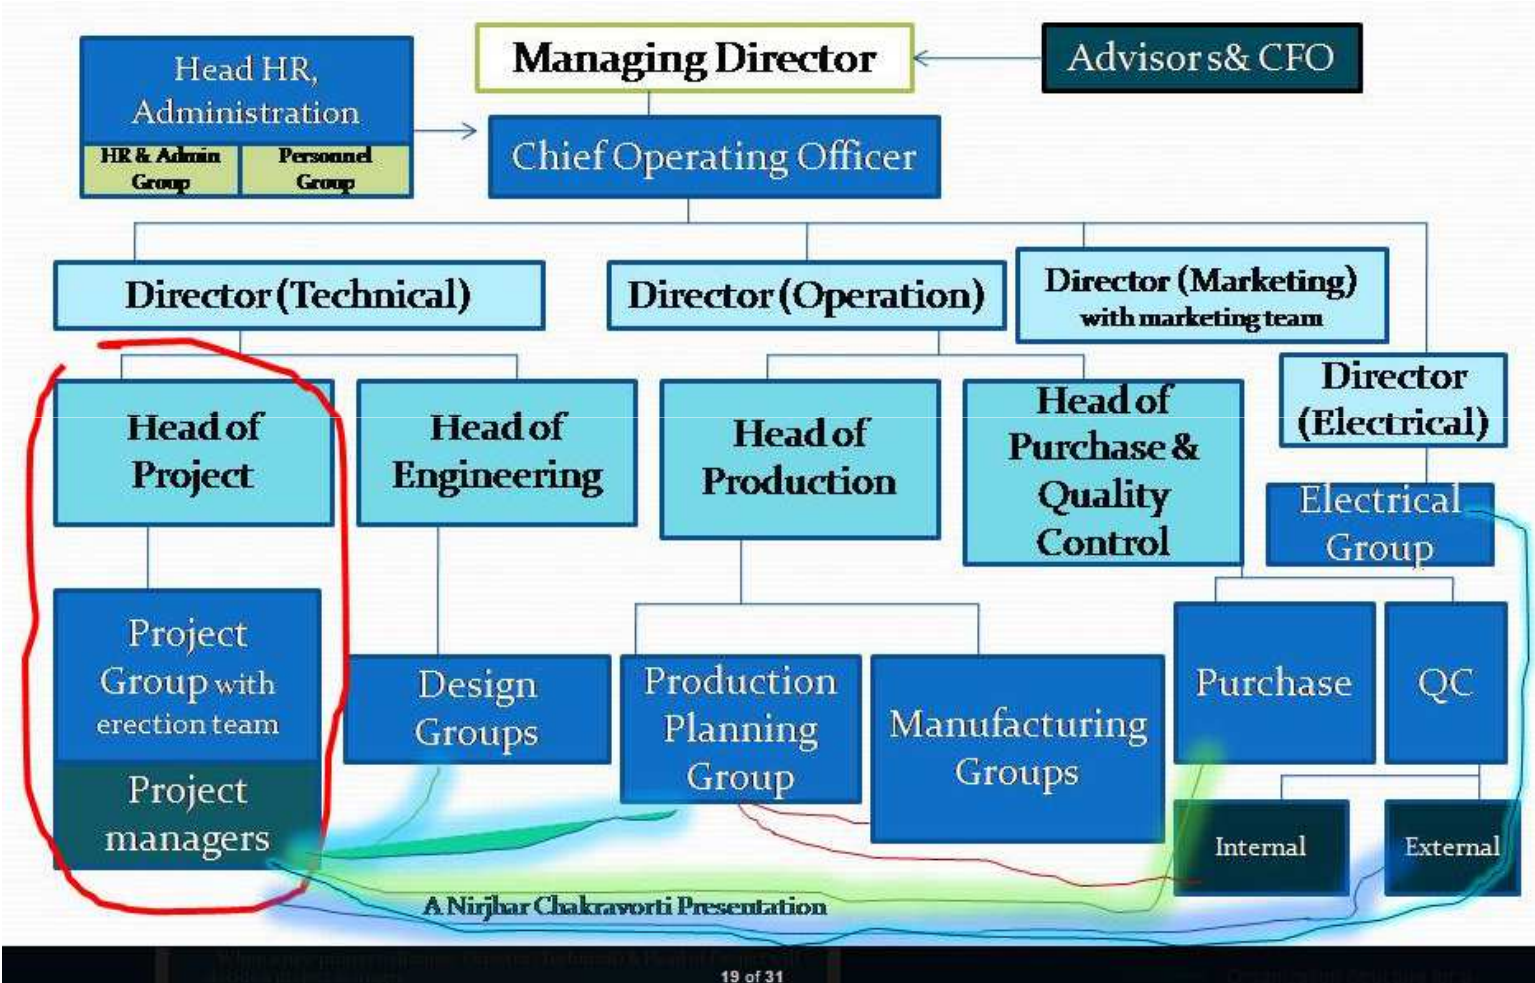 Managing Director
Advisors& CFO
Head HR,
Administration
HR & Admin
Group
Personnel
Group
Chief Operating Officer
Director (Technical)
Director (Operation)
Director (Marketing)
with marketing team
Director
(Electrical)
Head of
Project
Head of
Engineering
Head of
Production
Head of
Purchase &
Quality
Control
Electrical
Group
Project
Group with
erection team
Project
managers
Design
Groups
Production
Planning
Group
Manufacturing
Groups
Purchase
QC
Internal
External
A Nirjhar Chakravorti Presentation
19 of 31